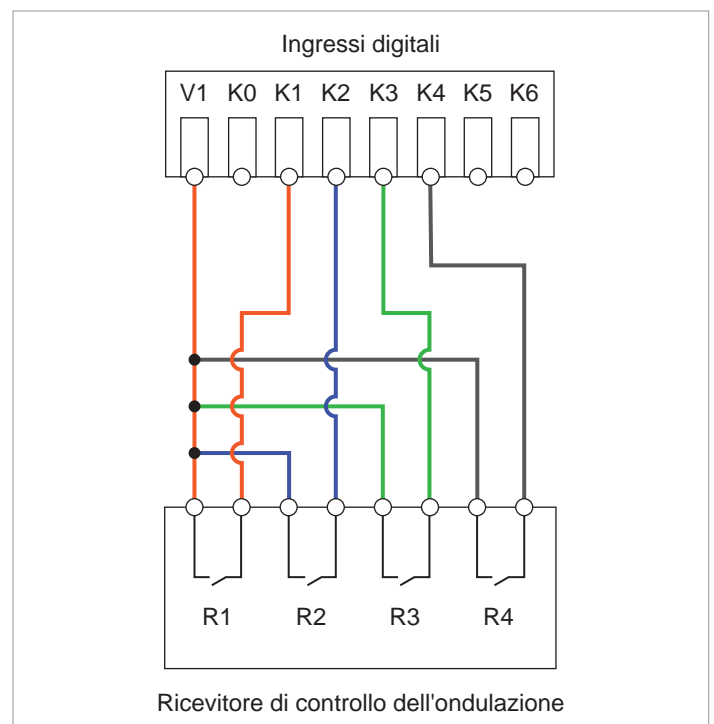 Ingressi digitali
V1 K0 K1 K2 K3 K4 K5 K6
R1 R2 R3 R4
Ricevitore di controllo dell'ondulazione